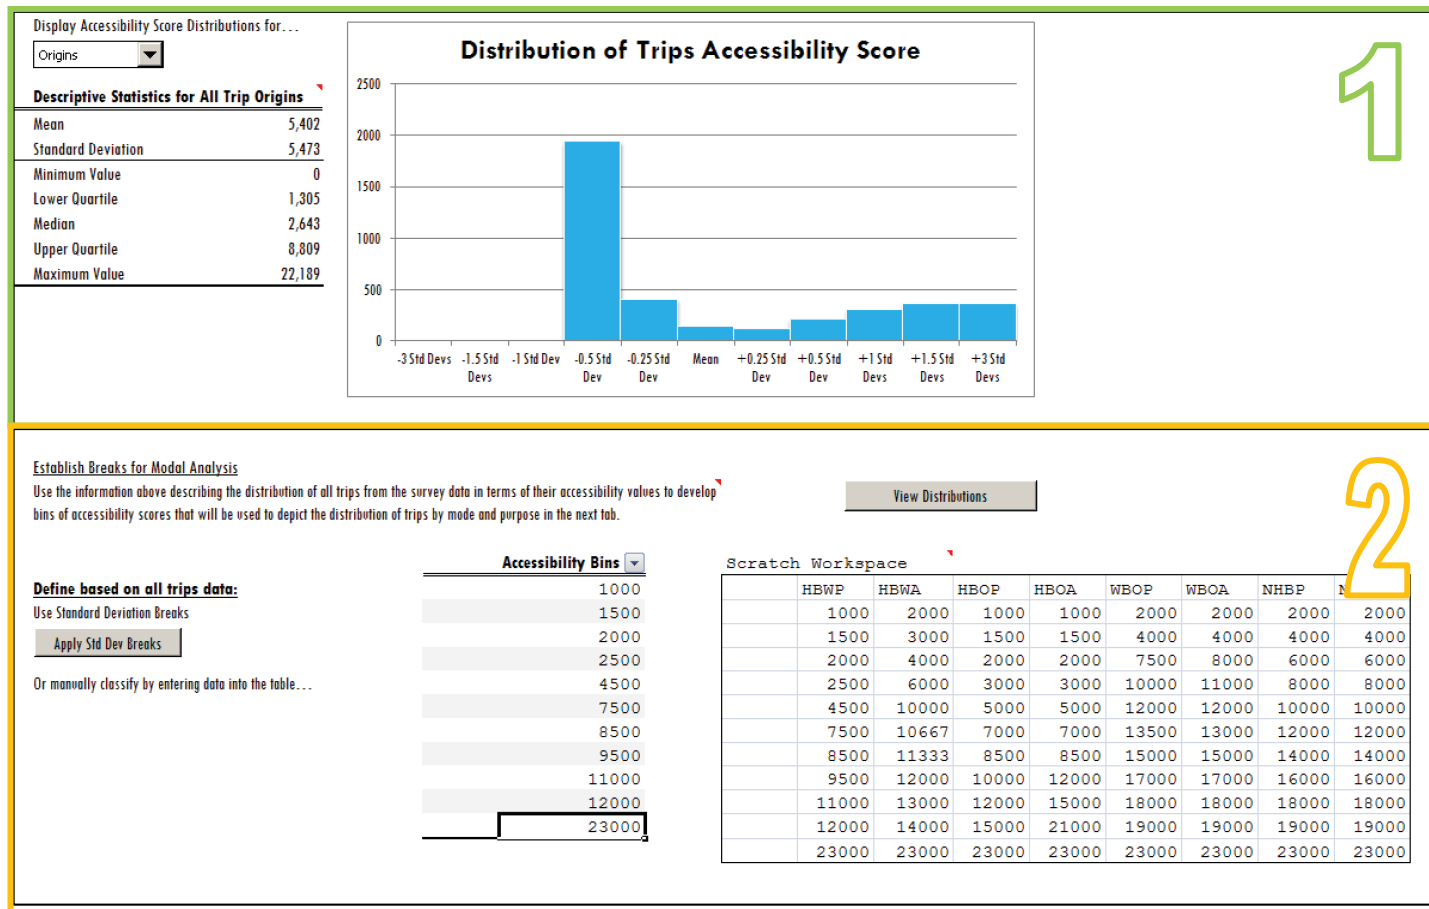 Display Accessibility Score Distributions for...
Origins
Descriptive Statistics for All Trip Origins
Mean 5,402
Standard Deviation 5,473
Minimum Value 0
Lower Quartile 1,305
Median 2,643
Upper Quartile 8,809
Maximum Value 22,189
Distribution of Trips Accessibility Score
2500
2000
1500
1000
500
0
-3 Std Devs -1.5 Std Devs -1 Std Dev -0.5 Std Dev -0.25 Std Dev Mean +0.25 Std Dev +0.5 Std Dev +1 Std Devs +1.5 Std Devs +3 Std Devs
1
Establish Breaks for Modal Analysis
Use the information above describing the distribution of all trips from the survey data in terms of their accessibility values to develop
bins of accessibility scores that will be used to depict the distribution of trips by mode and purpose in the next tab.
View Distributions
2
Define based on all trips data:
Use Standard Deviation Breaks
Apply Std Dev Breaks
Or manually classify by entering data into the table...
Accessibility Bins
1000
1500
2000
2500
4500
7500
8500
9500
11000
12000
23000
Scratch Workspace
HBWP HBWA HBOP HBOA WBOP WBOA NHBP
1000 2000 1000 1000 2000 2000 2000 2000
1500 3000 1500 1500 4000 4000 4000 4000
2000 4000 2000 2000 7500 8000 6000 6000
2500 6000 3000 3000 10000 11000 8000 8000
4500 10000 5000 5000 12000 12000 10000 10000
7500 10667 7000 7000 13500 13000 12000 12000
8500 11333 8500 8500 15000 15000 14000 14000
9500 12000 10000 12000 17000 17000 16000 16000
11000 13000 12000 15000 18000 18000 18000 18000
12000 14000 15000 21000 19000 19000 19000 19000
23000 23000 23000 23000 23000 23000 23000 23000